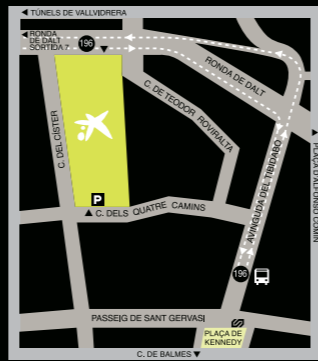 TÚNELS DE VALLVIDRERA
RONDA
DE DALT
SORTIDA 7
196
RONDA DE DALT
C. DE TEODOR ROVIRALTA
C. DEL CÍSTER
AVINGUDA DEL TIBIDABO
PLAÇA D'ALFONSO COMÍN
P
C. DELS QUATRE CAMINS
196
PASSEIG DE SANT GERVASI
PLAÇA DE
KENNEDY
C. DE BALMES